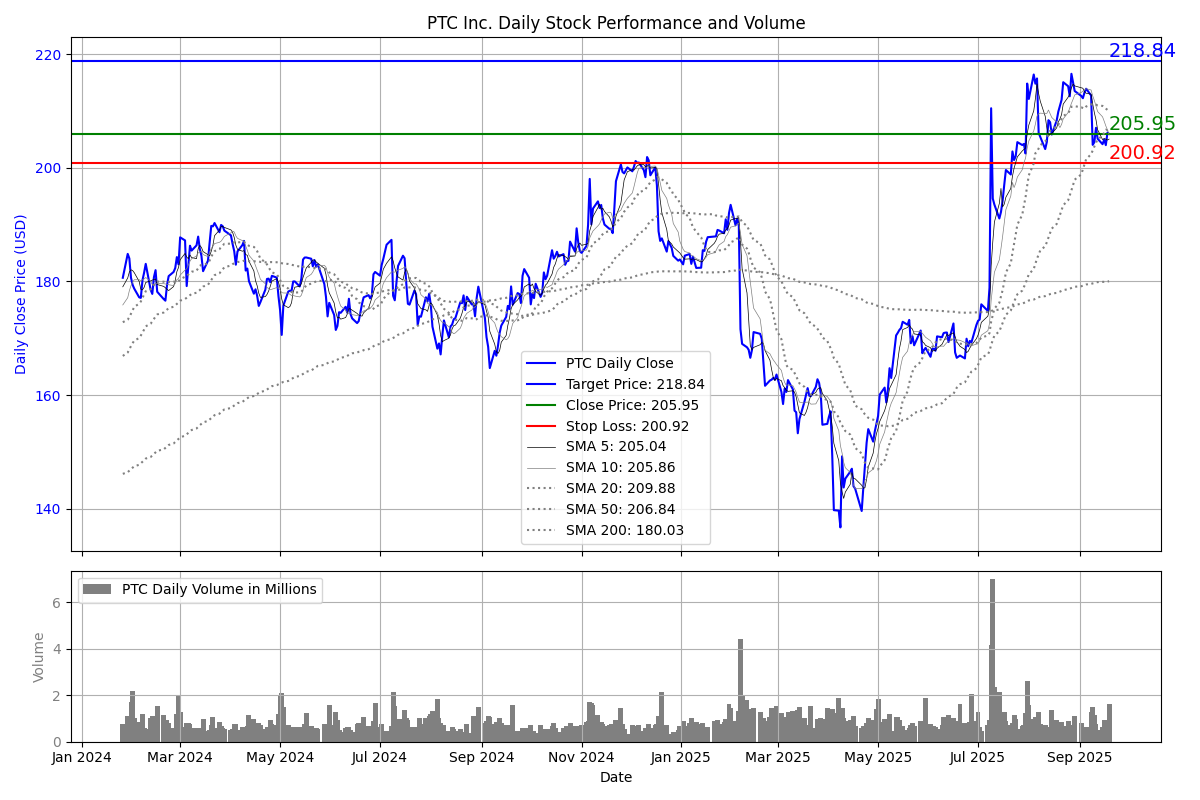 PTC Inc. Daily Stock Performance and Volume
220
218.84
205.95
200.92
200
180
160
140
Daily Close Price (USD)
PTC Daily Close
Target Price: 218.84
Close Price: 205.95
Stop Loss: 200.92
SMA 5: 205.04
SMA 10: 205.86
SMA 20: 209.88
SMA 50: 206.84
SMA 200: 180.03
PTC Daily Volume in Millions
6
4
2
0
Volume
Jan 2024 Mar 2024 May 2024 Jul 2024 Sep 2024 Nov 2024 Jan 2025 Mar 2025 May 2025 Jul 2025 Sep 2025
Date